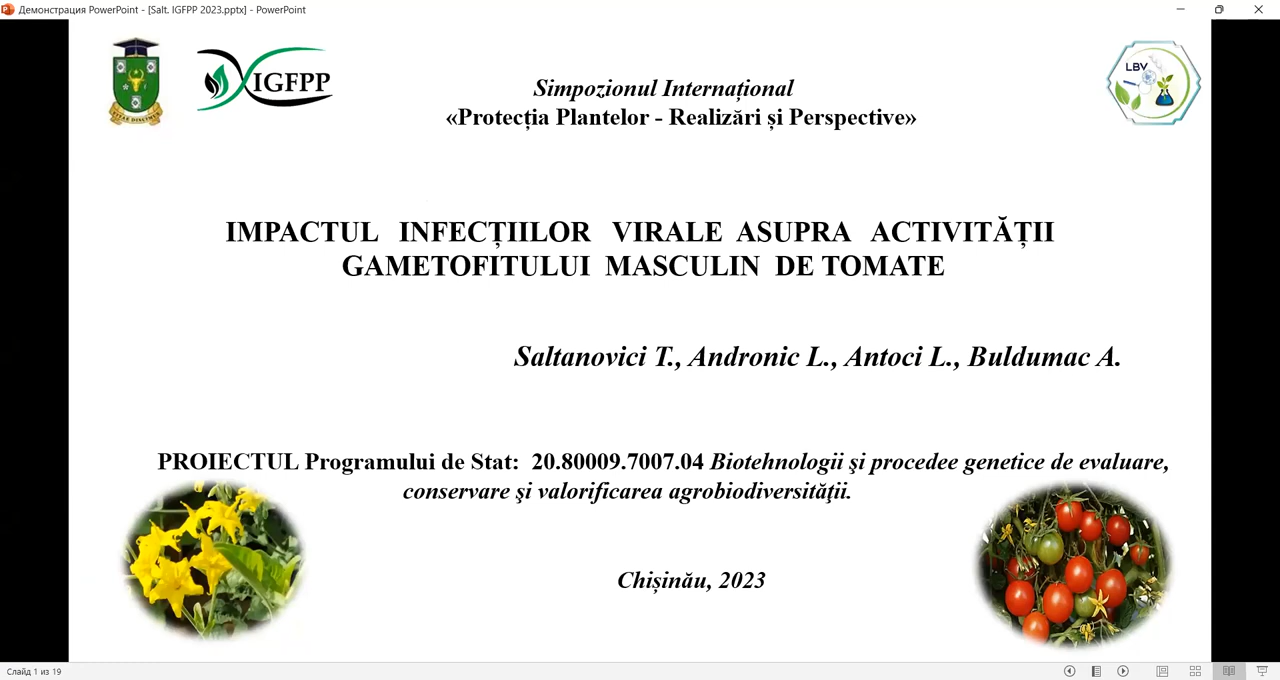 Демонстрация PowerPoint - [Salt. IGFPP 2023.pptx] - PowerPoint
IGFPP
LBV
Simpozionul Internațional
«Protecția Plantelor - Realizări și Perspective»
IMPACTUL INFECȚIILOR VIRALE ASUPRA ACTIVITĂȚII
GAMETOFITULUI MASCULIN DE TOMATE
Saltanovici T., Andronic L., Antoci L., Buldumac A.
PROIECTUL Programului de Stat: 20.80009.7007.04 Biotehnologii şi procedee genetice de evaluare,
conservare şi valorificarea agrobiodiversităţii.
Chișinău, 2023
Слайд 1 из 19